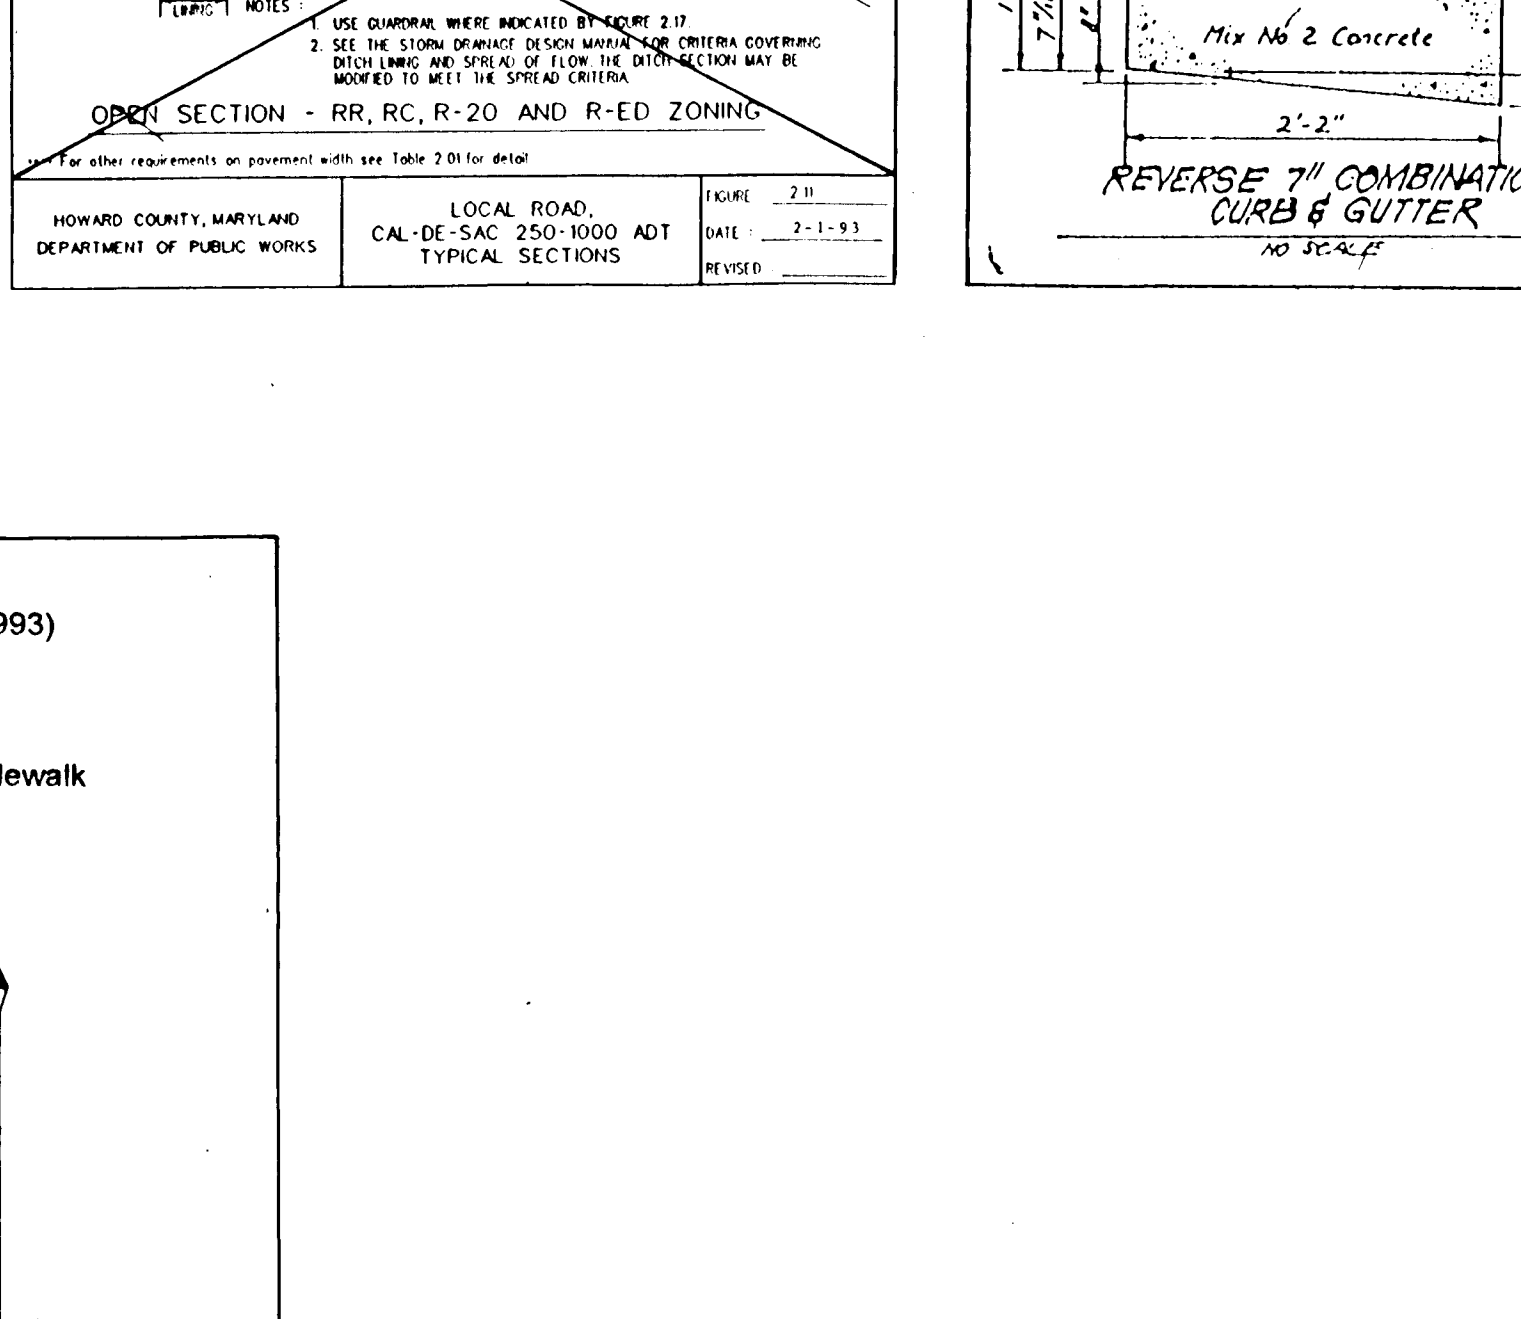 LINING
NOTES :
1. USE GUARDRAIL WHERE INDICATED BY FIGURE 2.17.
2. SEE THE STORM DRAINAGE DESIGN MANUAL FOR CRITERIA GOVERNING
DITCH LINING AND SPREAD OF FLOW. THE DITCH SECTION MAY BE
MODIFIED TO MEET THE SPREAD CRITERIA
OPEN SECTION - RR, RC, R-20 AND R-ED ZONING
For other requirements on pavement width see Table 2 01 for detail
HOWARD COUNTY, MARYLAND
DEPARTMENT OF PUBLIC WORKS
LOCAL ROAD,
CAL-DE-SAC 250-1000 ADT
TYPICAL SECTIONS
FIGURE 2 11
DATE : 2-1-93
REVISED
Mix No 2 Concrete
2'-2"
REVERSE 7" COMBINATIO
CURB & GUTTER
NO SCALE
993)
lewalk